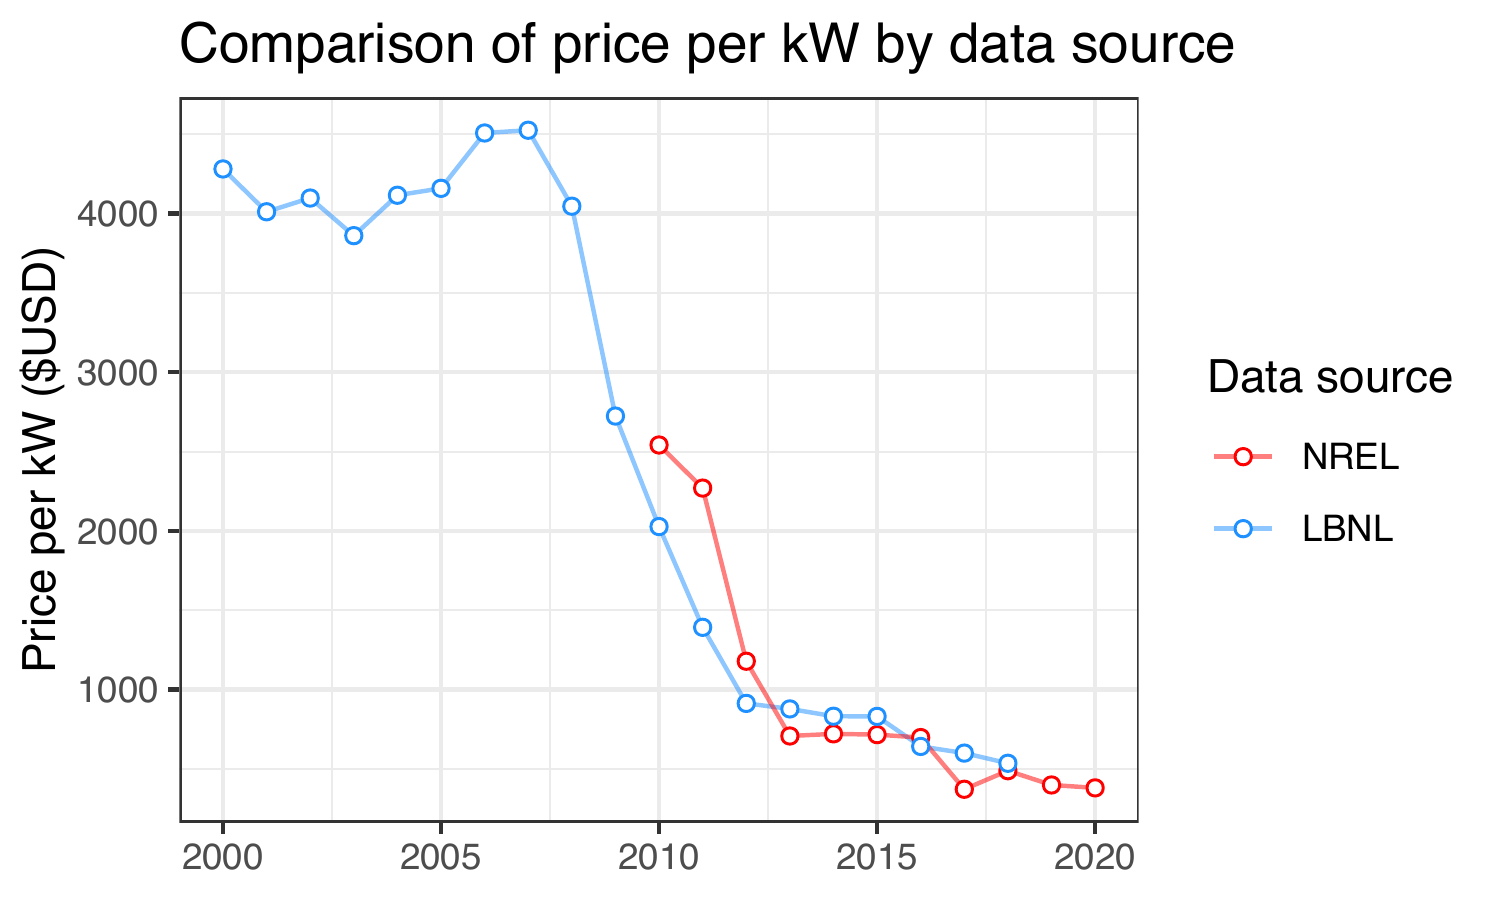 Comparison of price per kW by data source
Price per kW ($USD)
4000
3000
2000
1000
2000
2005
2010
2015
2020
Data source
NREL
LBNL